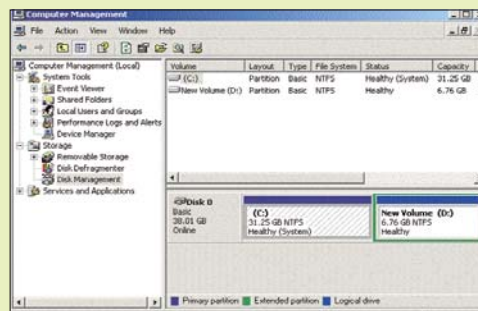 Computer Management
File Action View Window Help
Computer Management (Local)
System Tools
Event Viewer
Shared Folders
Local Users and Groups
Performance Logs and Alerts
Device Manager
Storage
Removable Storage
Disk Defragmenter
Disk Management
Services and Applications
Volume Layout Type File System Status Capacity
(C:) Partition Basic NTFS Healthy (System) 31.25 GB
New Volume (D:) Partition Basic NTFS Healthy 6.76 GB
Disk 0
Basic
38.01 GB
Online
(C:)
31.25 GB NTFS
Healthy (System)
New Volume (D:)
6.76 GB NTFS
Healthy
Primary partition Extended partition Logical drive